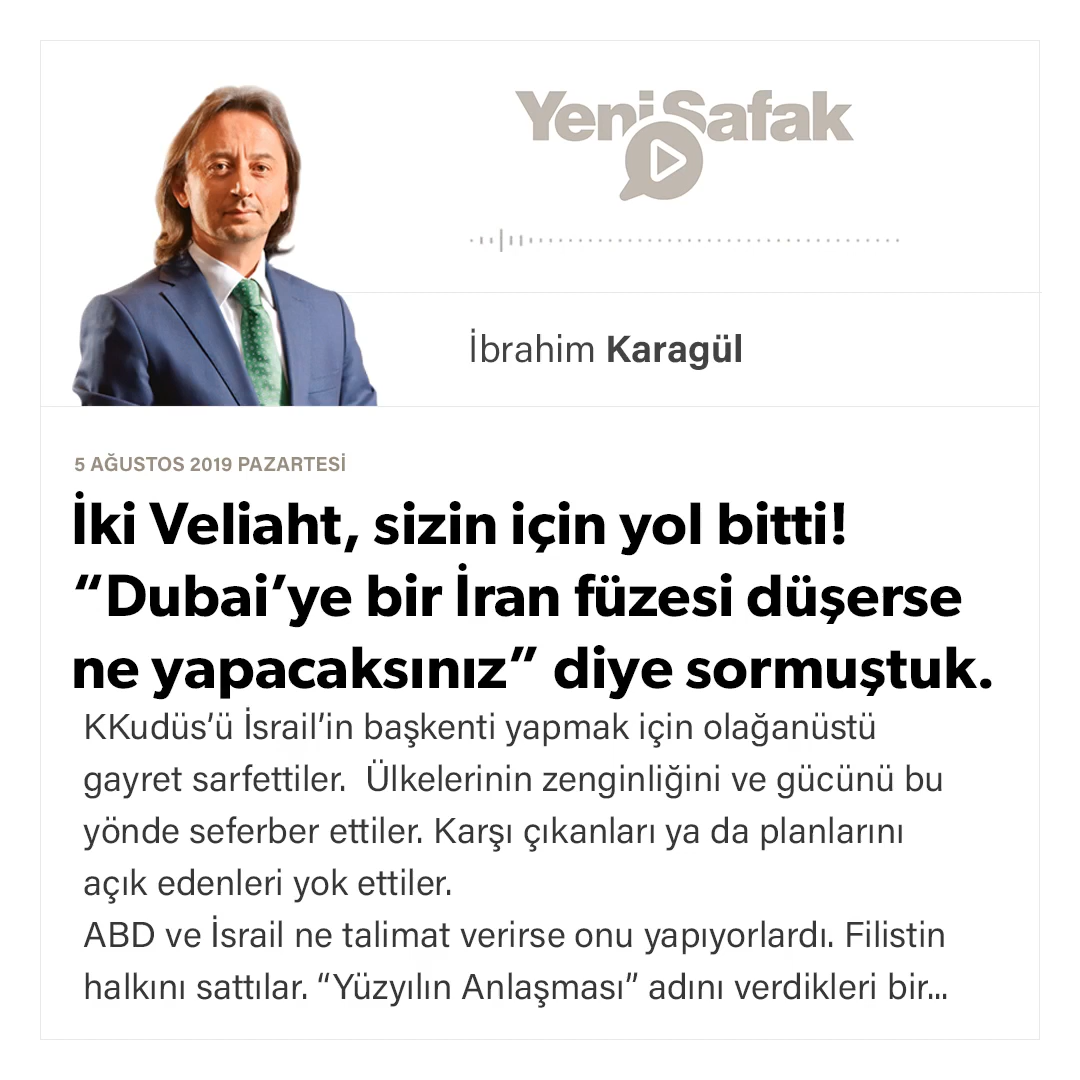 YeniŞafak
İbrahim Karagül
5 AĞUSTOS 2019 PAZARTESİ
İki Veliaht, sizin için yol bitti!
“Dubai’ye bir İran füzesi düşerse
ne yapacaksınız” diye sormuştuk.
KKudüs’ü İsrail’in başkenti yapmak için olağanüstü
gayret sarfettiler.  Ülkelerinin zenginliğini ve gücünü bu
yönde seferber ettiler. Karşı çıkanları ya da planlarını
açık edenleri yok ettiler.
ABD ve İsrail ne talimat verirse onu yapıyorlardı. Filistin
halkını sattılar. “Yüzyılın Anlaşması” adını verdikleri bir...